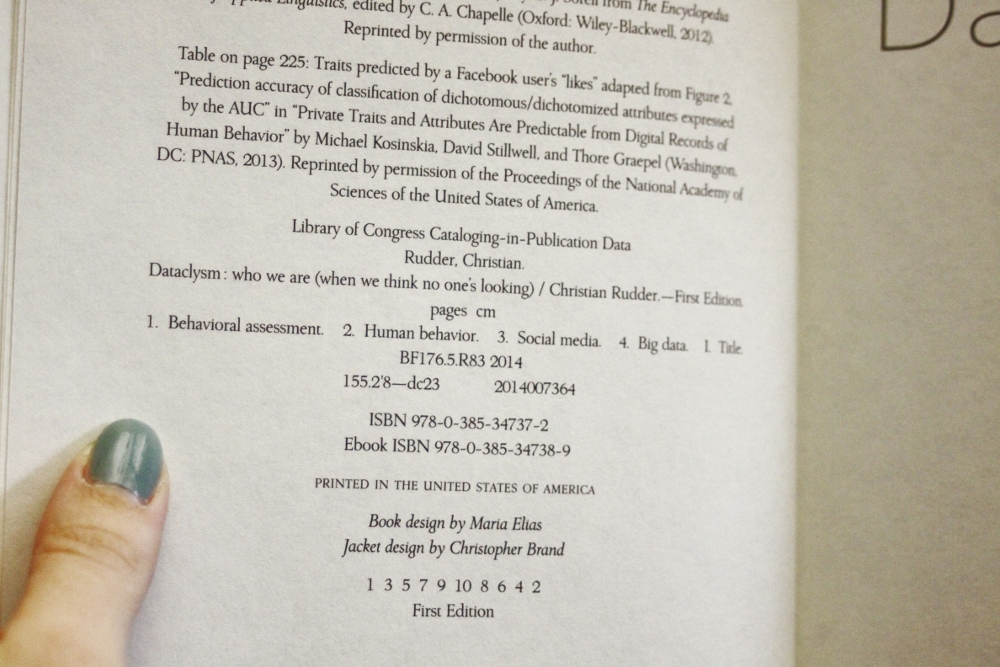 from The Encyclopedia
Linguistics, edited by C. A. Chapelle (Oxford: Wiley-Blackwell, 2012).
Reprinted by permission of the author.
Table on page 225: Traits predicted by a Facebook user's "likes" adapted from Figure 2,
"Prediction accuracy of classification of dichotomous/dichotomized attributes expressed
by the AUC" in "Private Traits and Attributes Are Predictable from Digital Records of
Human Behavior" by Michael Kosinskia, David Stillwell, and Thore Graepel (Washington,
DC: PNAS, 2013). Reprinted by permission of the Proceedings of the National Academy of
Sciences of the United States of America.
Library of Congress Cataloging-in-Publication Data
Rudder, Christian.
Dataclysm : who we are (when we think no one's looking) / Christian Rudder.—First Edition.
pages cm
1. Behavioral assessment. 2. Human behavior. 3. Social media. 4. Big data. I. Title.
BF176.5.R83 2014
155.2'8—dc23 2014007364
ISBN 978-0-385-34737-2
Ebook ISBN 978-0-385-34738-9
PRINTED IN THE UNITED STATES OF AMERICA
Book design by Maria Elias
Jacket design by Christopher Brand
1 3 5 7 9 10 8 6 4 2
First Edition
Da